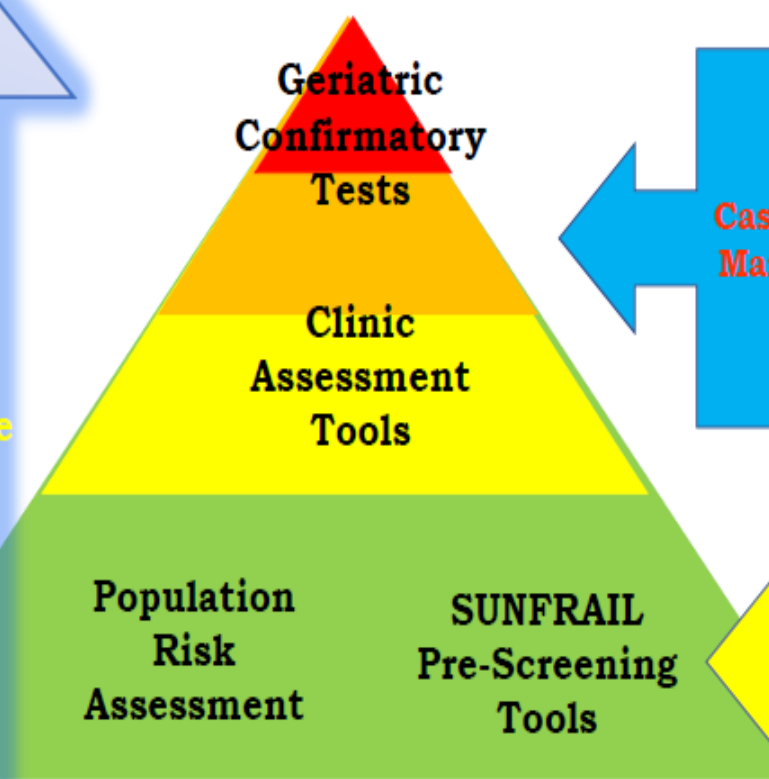 Geriatric
Confirmatory
Tests
Clinic
Assessment
Tools
Population
Risk
Assessment
SUNFRAIL
Pre-Screening
Tools